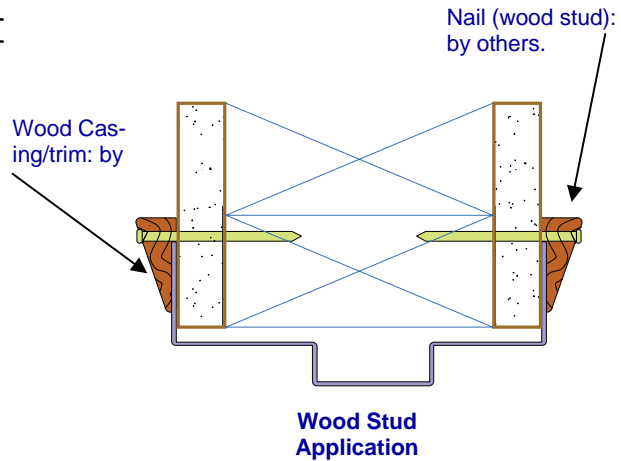 Nail (wood stud):
by others.
Wood Cas-
ing/trim: by
Wood Stud
Application